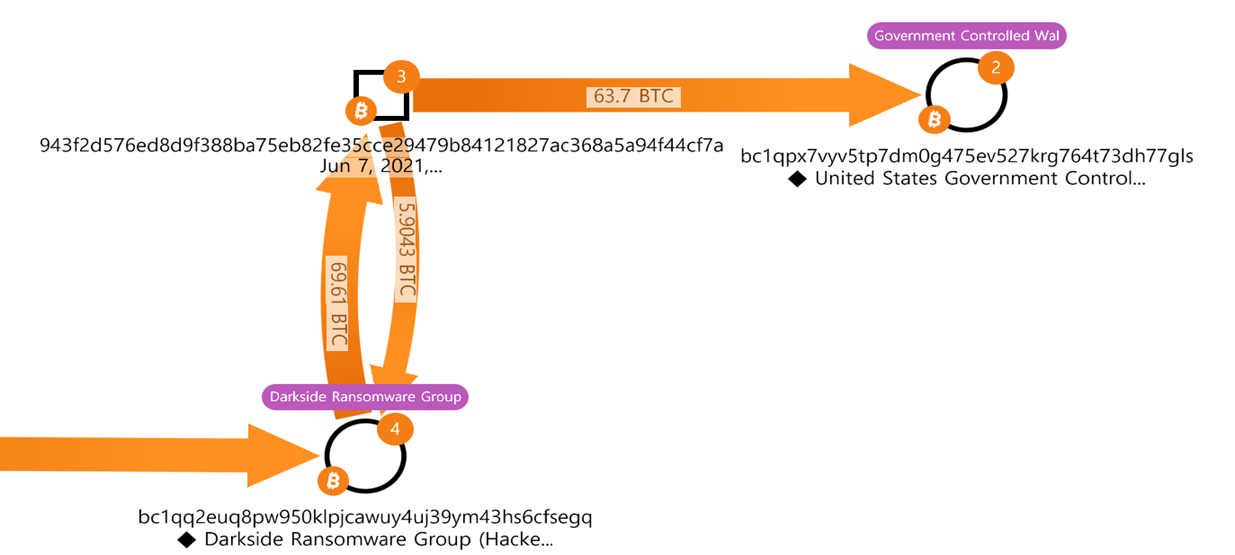 Government Controlled Wal
2
3
63.7 BTC
943f2d576ed8d9f388ba75eb82fe35cce29479b84121827ac368a5a94f44cf7a
Jun 7, 2021,...
bc1qpx7vyv5tp7dm0g475ev527krg764t73dh77gls
◆ United States Government Control...
5.9043 BTC
69.61 BTC
Darkside Ransomware Group
4
bc1qq2euq8pw950klpjcawuy4uj39ym43hs6cfsegq
◆ Darkside Ransomware Group (Hacke...